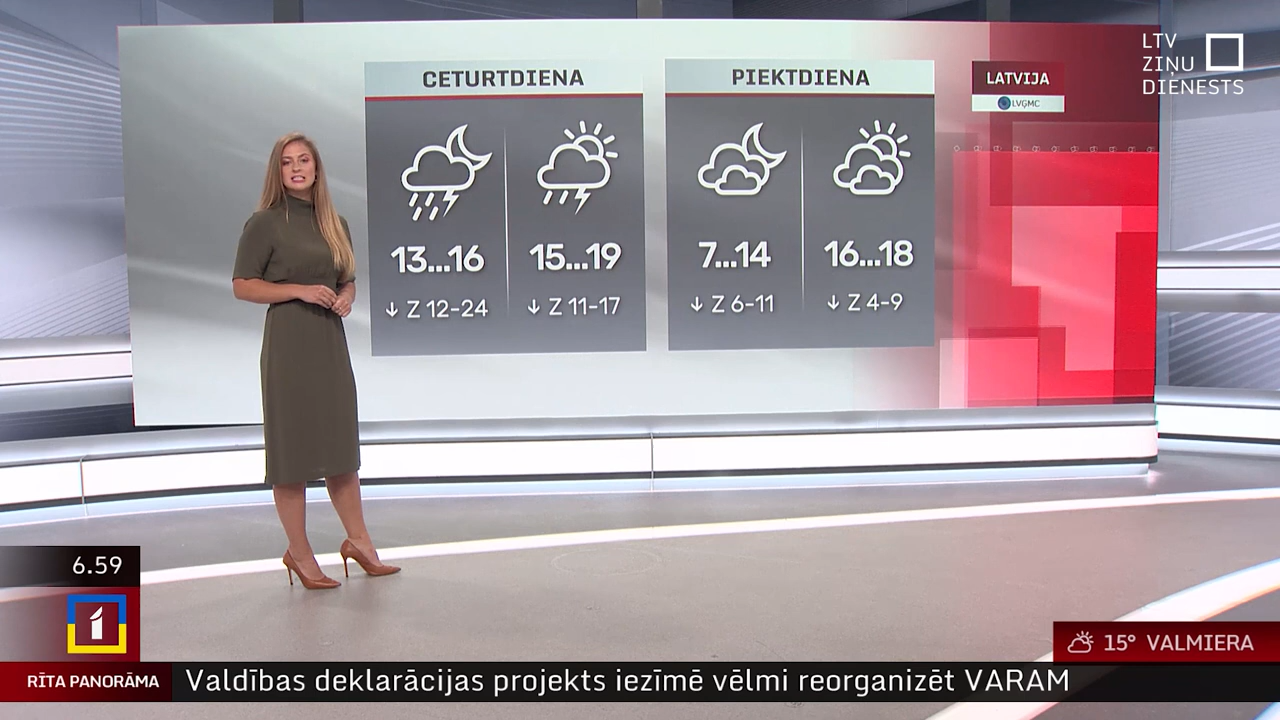 LTV
ZIŅU
DIENESTS
CETURTDIENA
PIEKTDIENA
LATVIJA
LVĢMC
13...16
15...19
7...14
16...18
↓ Z 12-24
↓ Z 11-17
↓ Z 6-11
↓ Z 4-9
6.59
1
15° VALMIERA
RĪTA PANORĀMA
Valdības deklarācijas projekts iezīmē vēlmi reorganizēt VARAM